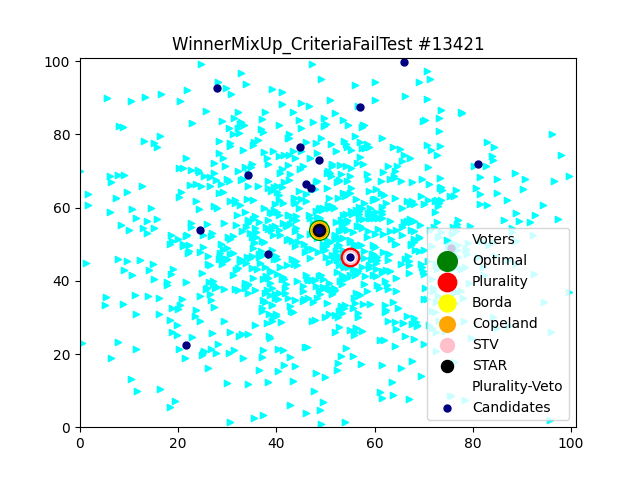 WinnerMixUp_CriteriaFailTest #13421
100
80
60
40
20
0
0
20
40
60
80
100
Voters
Optimal
Plurality
Borda
Copeland
STV
STAR
Plurality-Veto
Candidates